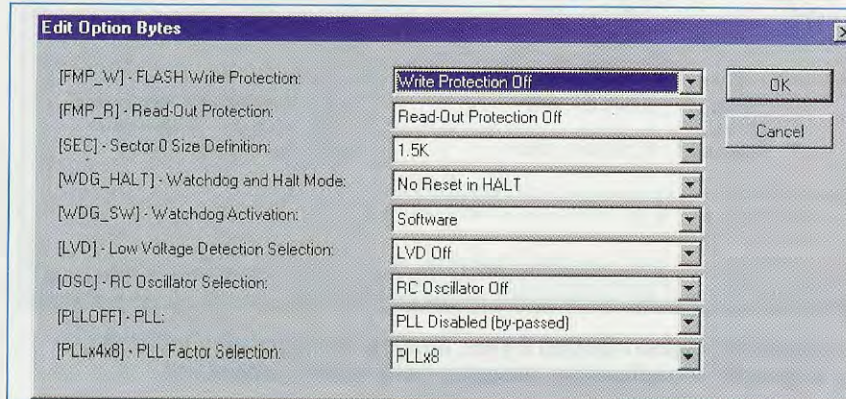 Edit Option Bytes
[FMP_W] - FLASH Write Protection: Write Protection Off OK
[FMP_R] - Read-Out Protection: Read-Out Protection Off Cancel
[SEC] - Sector 0 Size Definition: 1.5K
[WDG_HALT] - Watchdog and Halt Mode: No Reset in HALT
[WDG_SW] - Watchdog Activation: Software
[LVD] - Low Voltage Detection Selection: LVD Off
[OSC] - RC Oscillator Selection: RC Oscillator Off
[PLLOFF] - PLL: PLL Disabled (by-passed)
[PLLx4x8] - PLL Factor Selection: PLLx8